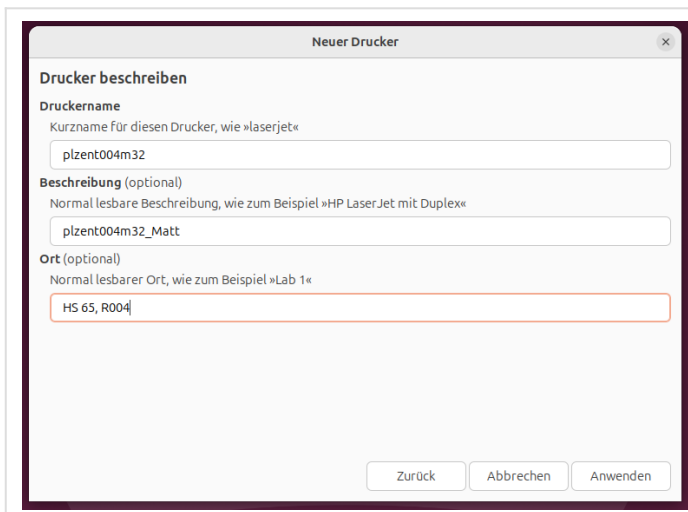 Neuer Drucker
Drucker beschreiben
Druckername
Kurzname für diesen Drucker, wie »laserjet«
plzent004m32
Beschreibung (optional)
Normal lesbare Beschreibung, wie zum Beispiel »HP LaserJet mit Duplex«
plzent004m32_Matt
Ort (optional)
Normal lesbarer Ort, wie zum Beispiel »Lab 1«
HS 65, R004
Zurück Abbrechen Anwenden